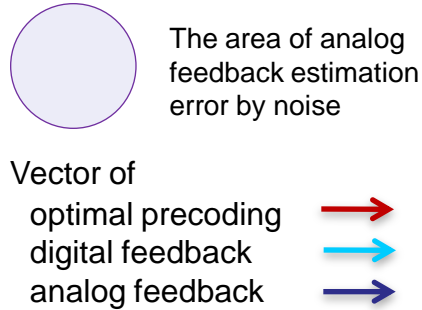 The area of analog
feedback estimation
error by noise
Vector of
optimal precoding
digital feedback
analog feedback